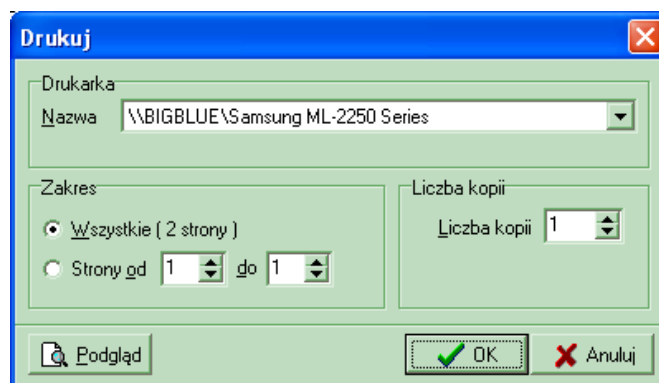 Drukuj
Drukarka
Nazwa \\BIGBLUE\Samsung ML-2250 Series
Zakres
Wszystkie ( 2 strony )
Strony od 1 do 1
Liczba kopii
Liczba kopii 1
Podgląd
OK
Anuluj